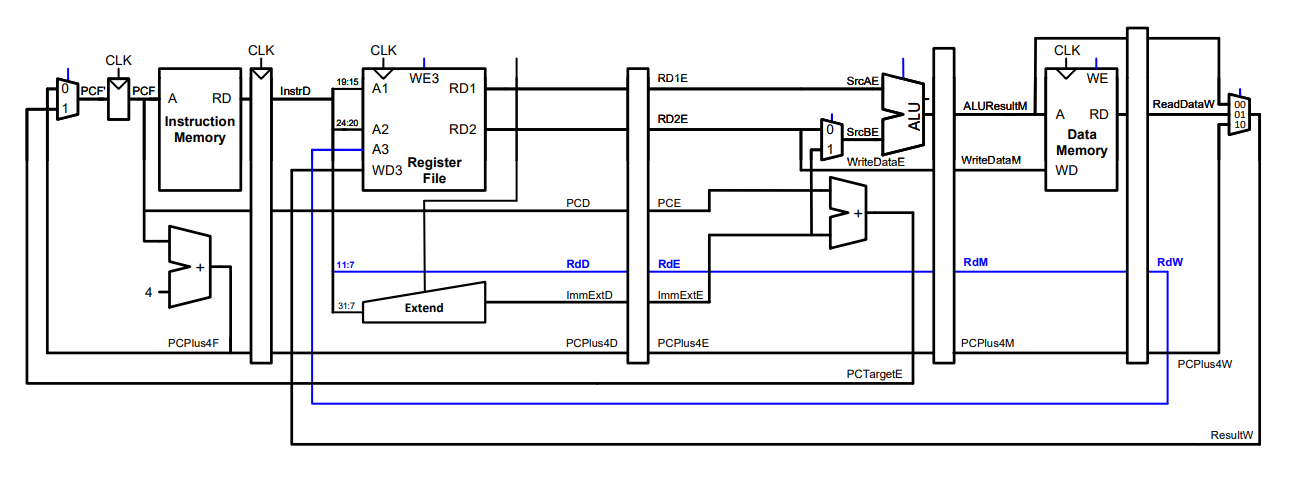 CLK
CLK
CLK
CLK
0
1
PCF'
PCF
A
RD
Instruction
Memory
InstrD
19:15
A1
WE3
RD1
24:20
A2
RD2
A3
WD3
Register
File
RD1E
RD2E
SrcAE
0
1
SrcBE
ALU
WriteDataE
ALUResultM
WriteDataM
WE
A
RD
Data
Memory
WD
ReadDataW
00
01
10
PCD
PCE
+
4
+
11:7
RdD
RdE
RdM
RdW
31:7
Extend
ImmExtD
ImmExtE
PCPlus4F
PCPlus4D
PCPlus4E
PCPlus4M
PCPlus4W
PCTargetE
ResultW